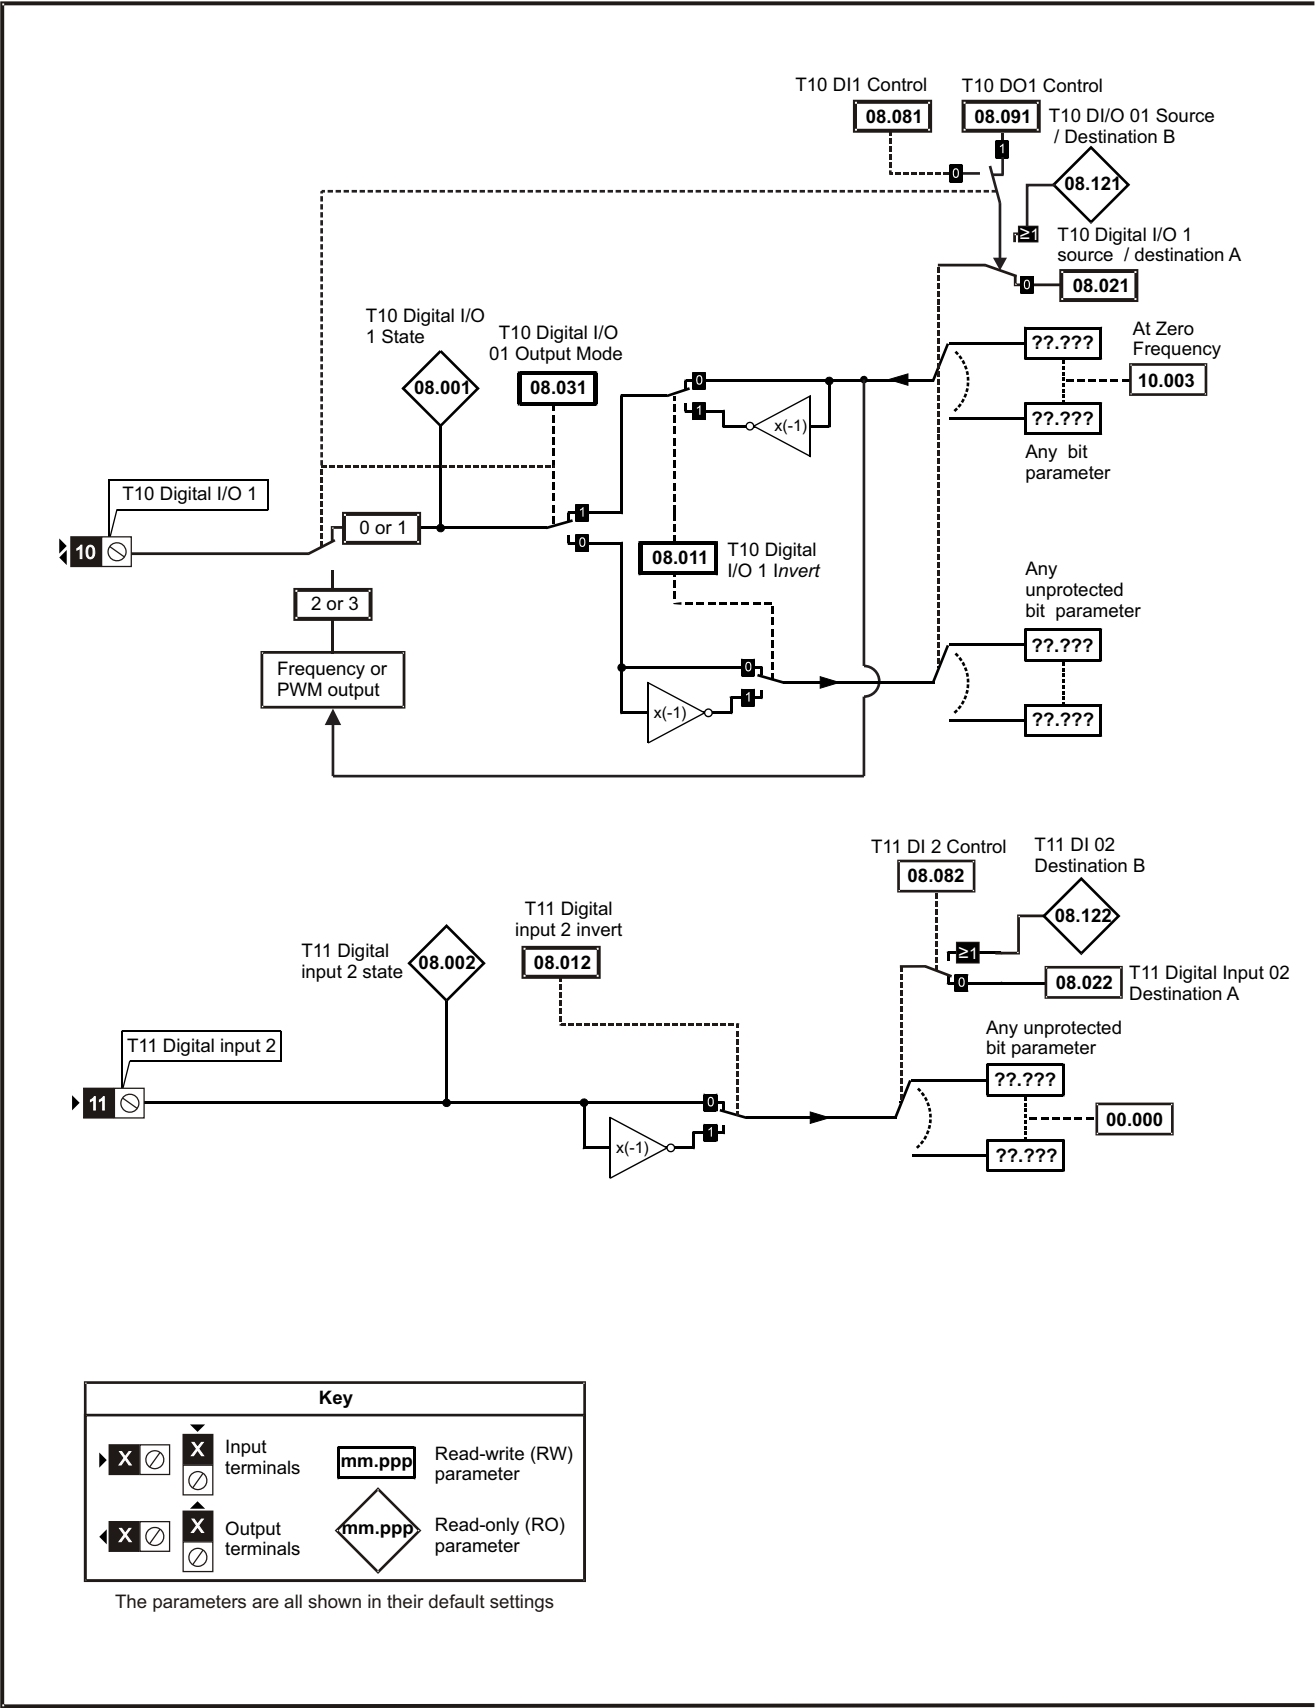 T10 DI1 Control
T10 DO1 Control
08.081
08.091
T10 DI/O 01 Source
/ Destination B
1
0
08.121
≥1
T10 Digital I/O 1
source / destination A
0
08.021
T10 Digital I/O
1 State
T10 Digital I/O
01 Output Mode
At Zero
Frequency
??.???
08.001
08.031
0
10.003
1
x(-1)
??.???
Any bit
parameter
T10 Digital I/O 1
0 or 1
1
10
0
08.011
T10 Digital
I/O 1 Invert
Any
unprotected
bit parameter
2 or 3
??.???
Frequency or
PWM output
0
1
x(-1)
??.???
T11 DI 2 Control
T11 DI 02
Destination B
08.082
08.122
T11 Digital
input 2 invert
T11 Digital
input 2 state
08.002
08.012
≥1
0
08.022
T11 Digital Input 02
Destination A
Any unprotected
bit parameter
T11 Digital input 2
??.???
11
0
00.000
1
x(-1)
??.???
Key
X
X
Input
terminals
mm.ppp
Read-write (RW)
parameter
X
X
Output
terminals
mm.ppp
Read-only (RO)
parameter
The parameters are all shown in their default settings